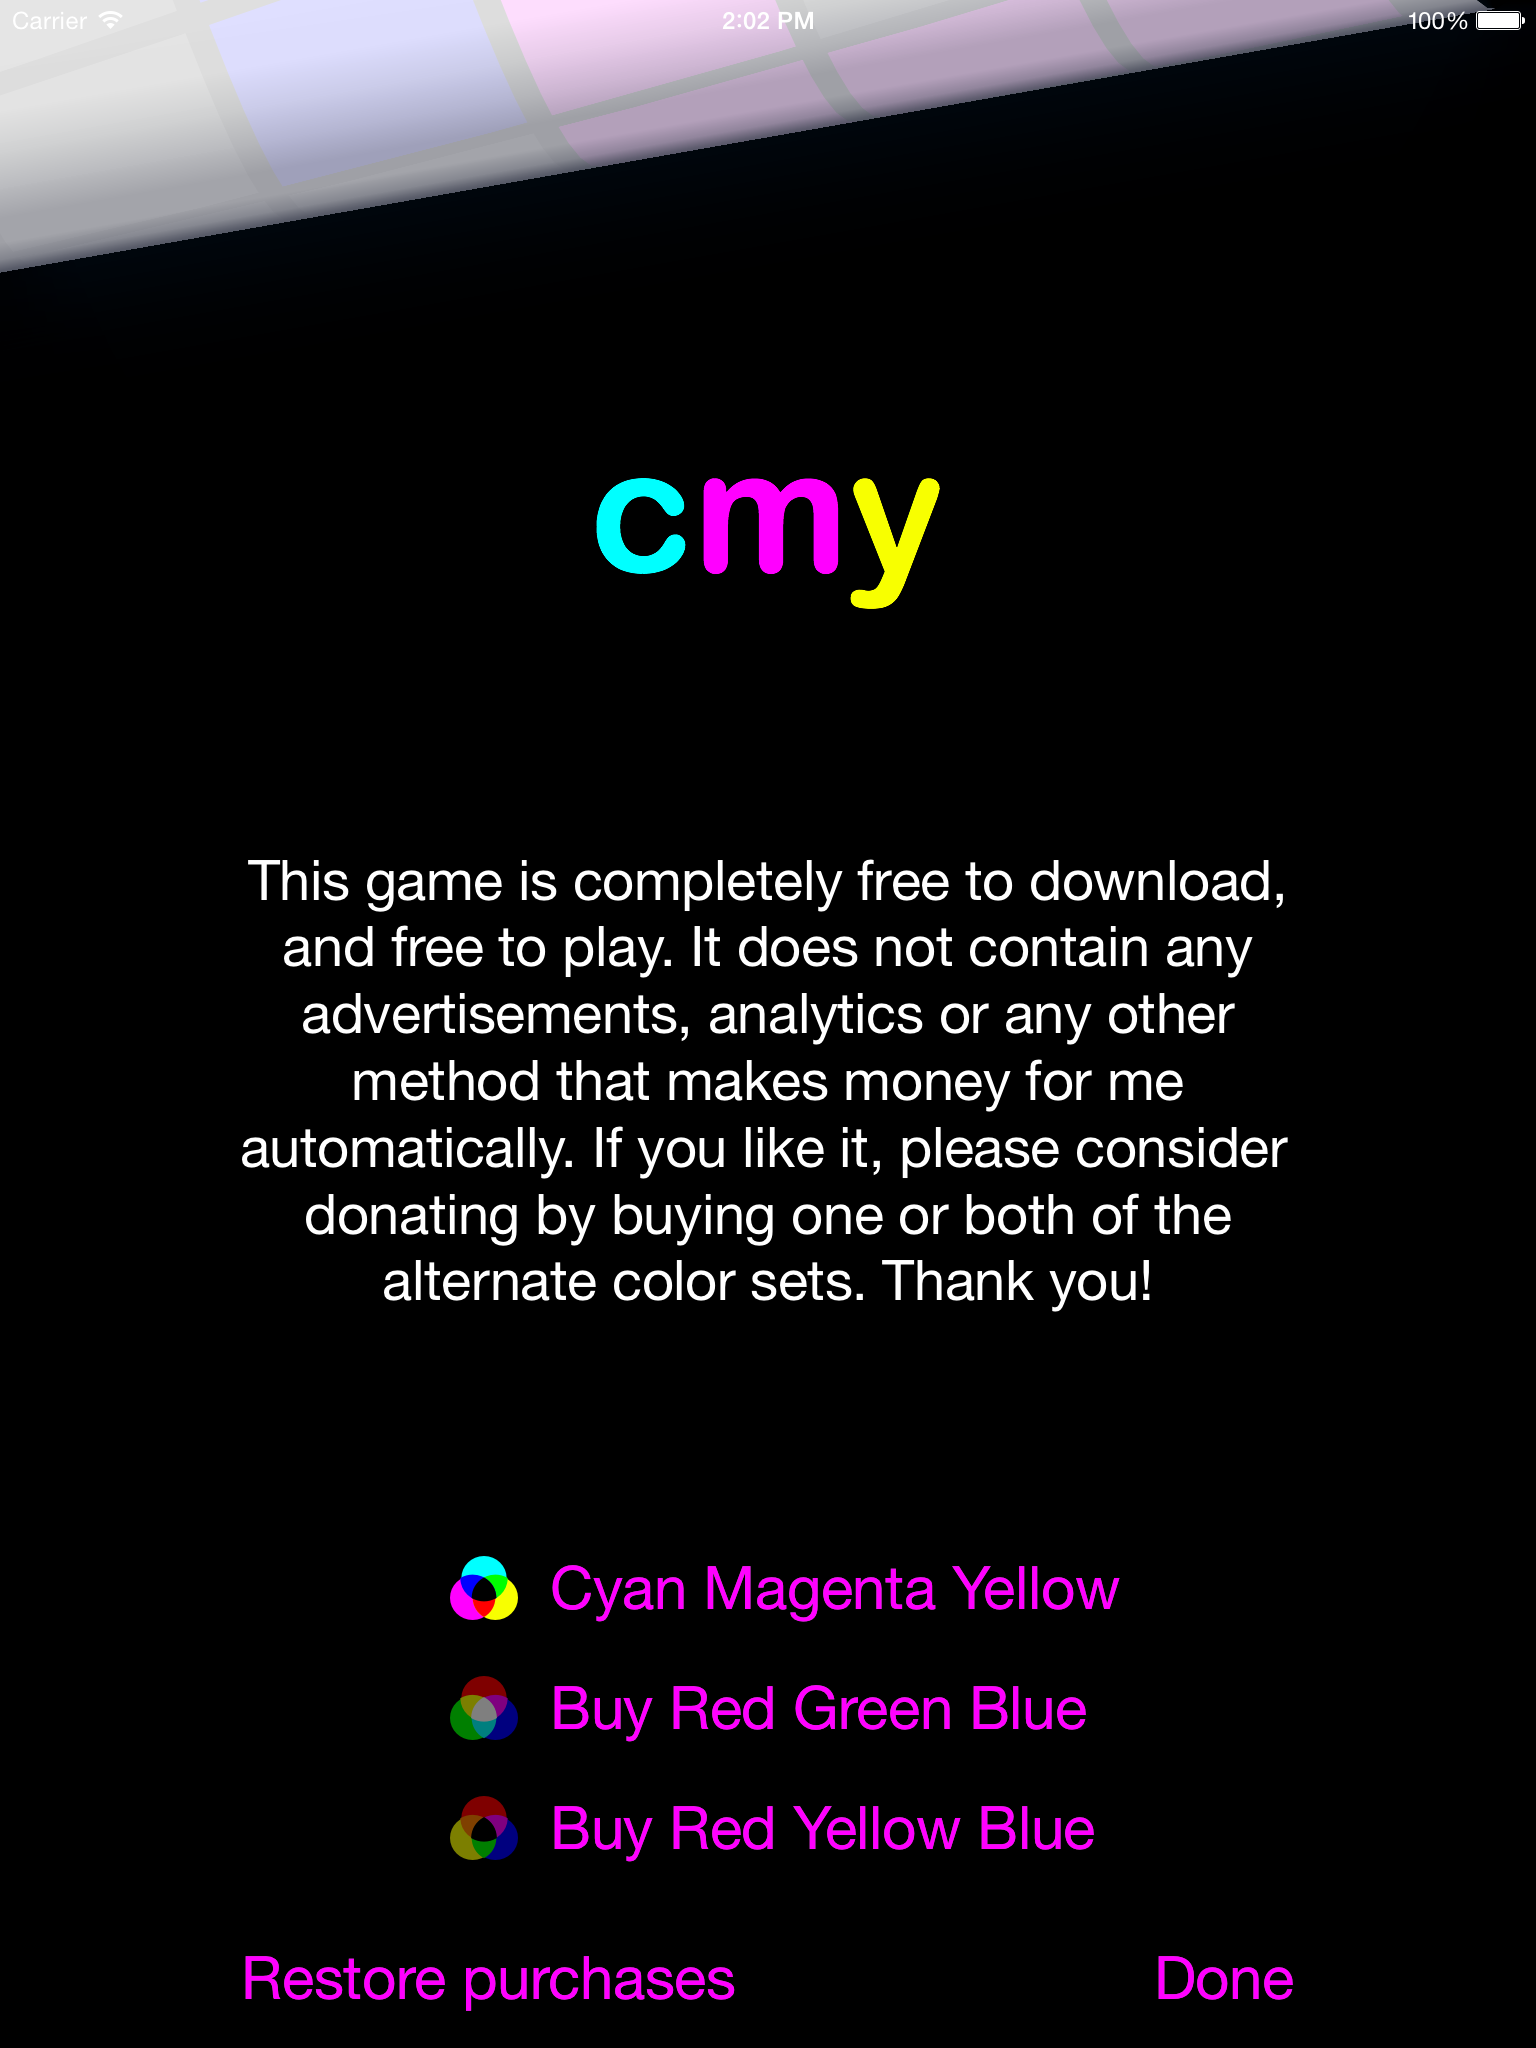 Carrier 2:02 PM 100%
cmy
This game is completely free to download,
and free to play. It does not contain any
advertisements, analytics or any other
method that makes money for me
automatically. If you like it, please consider
donating by buying one or both of the
alternate color sets. Thank you!
Cyan Magenta Yellow
Buy Red Green Blue
Buy Red Yellow Blue
Restore purchases Done